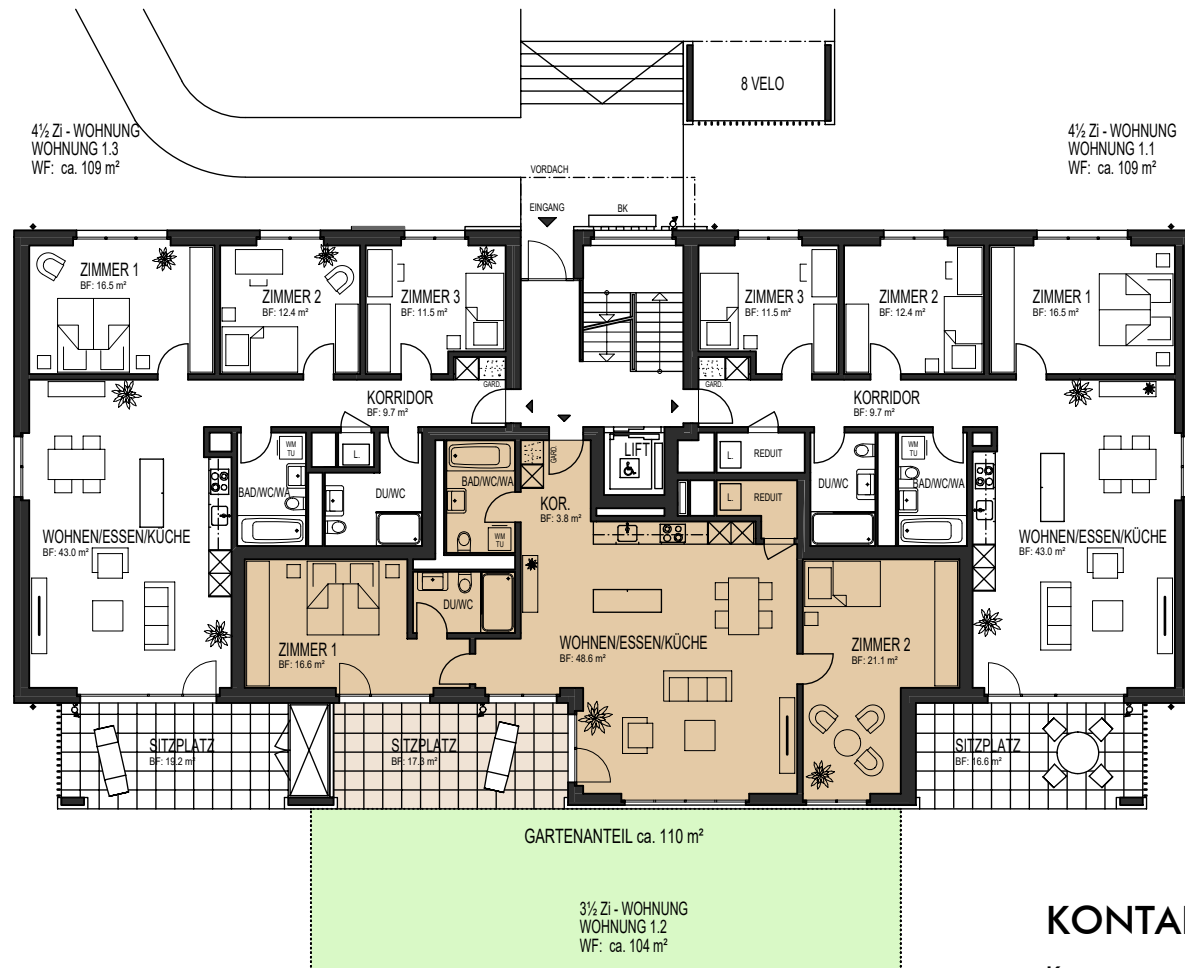 8 VELO
4½ Zi - WOHNUNG
WOHNUNG 1.3
WF: ca. 109 m²
4½ Zi - WOHNUNG
WOHNUNG 1.1
WF: ca. 109 m²
VORDACH
EINGANG
BK
ZIMMER 1
BF: 16.5 m²
ZIMMER 2
BF: 12.4 m²
ZIMMER 3
BF: 11.5 m²
ZIMMER 3
BF: 11.5 m²
ZIMMER 2
BF: 12.4 m²
ZIMMER 1
BF: 16.5 m²
GARD.
GARD.
KORRIDOR
BF: 9.7 m²
KORRIDOR
BF: 9.7 m²
WM
TU
L.
BAD/WC/WA
DU/WC
BAD/WC/WA
GARD.
LIFT
L.
REDUIT
L.
REDUIT
DU/WC
WM
TU
BAD/WC/WA
KOR.
BF: 3.8 m²
WM
TU
WOHNEN/ESSEN/KÜCHE
BF: 43.0 m²
WOHNEN/ESSEN/KÜCHE
BF: 43.0 m²
DU/WC
ZIMMER 1
BF: 16.6 m²
WOHNEN/ESSEN/KÜCHE
BF: 48.6 m²
ZIMMER 2
BF: 21.1 m²
SITZPLATZ
BF: 19.2 m²
SITZPLATZ
BF: 17.3 m²
SITZPLATZ
BF: 16.6 m²
GARTENANTEIL ca. 110 m²
3½ Zi - WOHNUNG
WOHNUNG 1.2
WF: ca. 104 m²
KONTA